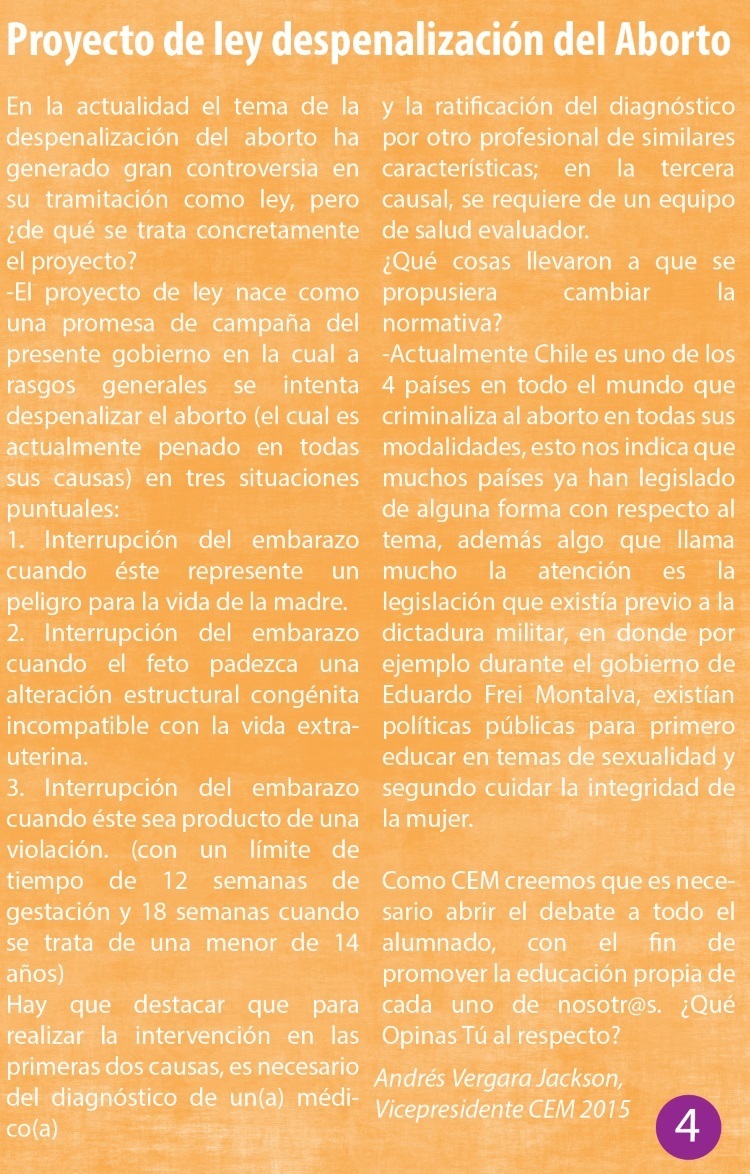 Proyecto de ley despenalización del Aborto
En la actualidad el tema de la
despenalización del aborto ha
generado gran controversia en
su tramitación como ley, pero
¿de qué se trata concretamente
el proyecto?
-El proyecto de ley nace como
una promesa de campaña del
presente gobierno en la cual a
rasgos generales se intenta
despenalizar el aborto (el cual es
actualmente penado en todas
sus causas) en tres situaciones
puntuales:
1. Interrupción del embarazo
cuando éste represente un
peligro para la vida de la madre.
2. Interrupción del embarazo
cuando el feto padezca una
alteración estructural congénita
incompatible con la vida extra-
uterina.
3. Interrupción del embarazo
cuando éste sea producto de una
violación. (con un límite de
tiempo de 12 semanas de
gestación y 18 semanas cuando
se trata de una menor de 14
años)
Hay que destacar que para
realizar la intervención en las
primeras dos causas, es necesario
del diagnóstico de un(a) médi-
co(a)
y la ratificación del diagnóstico
por otro profesional de similares
características; en la tercera
causal, se requiere de un equipo
de salud evaluador.
¿Qué cosas llevaron a que se
propusiera cambiar la
normativa?
-Actualmente Chile es uno de los
4 países en todo el mundo que
criminaliza al aborto en todas sus
modalidades, esto nos indica que
muchos países ya han legislado
de alguna forma con respecto al
tema, además algo que llama
mucho la atención es la
legislación que existía previo a la
dictadura militar, en donde por
ejemplo durante el gobierno de
Eduardo Frei Montalva, existían
políticas públicas para primero
educar en temas de sexualidad y
segundo cuidar la integridad de
la mujer.
Como CEM creemos que es nece-
sario abrir el debate a todo el
alumnado, con el fin de
promover la educación propia de
cada uno de nosotr@s. ¿Qué
Opinas Tú al respecto?
Andrés Vergara Jackson,
Vicepresidente CEM 2015
4